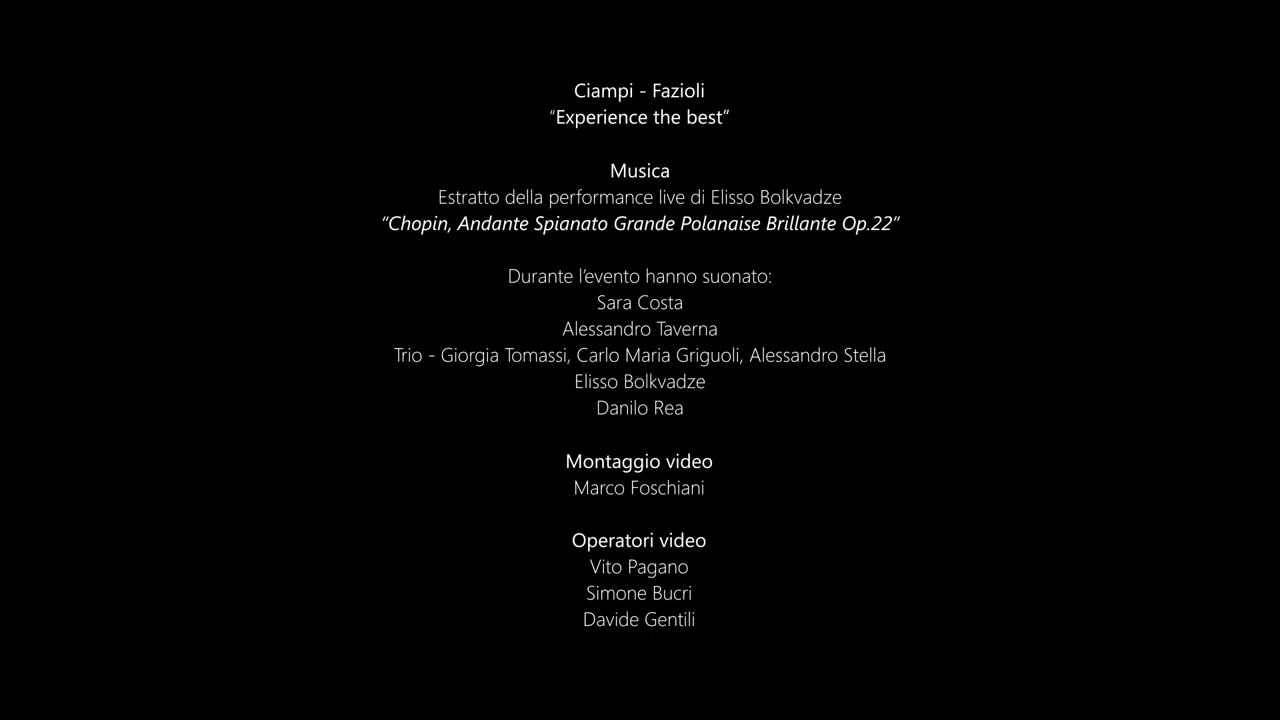 Ciampi - Fazioli
“Experience the best”
Musica
Estratto della performance live di Elisso Bolkvadze
“Chopin, Andante Spianato Grande Polanaise Brillante Op.22“
Durante l’evento hanno suonato:
Sara Costa
Alessandro Taverna
Trio - Giorgia Tomassi, Carlo Maria Griguoli, Alessandro Stella
Elisso Bolkvadze
Danilo Rea
Montaggio video
Marco Foschiani
Operatori video
Vito Pagano
Simone Bucri
Davide Gentili